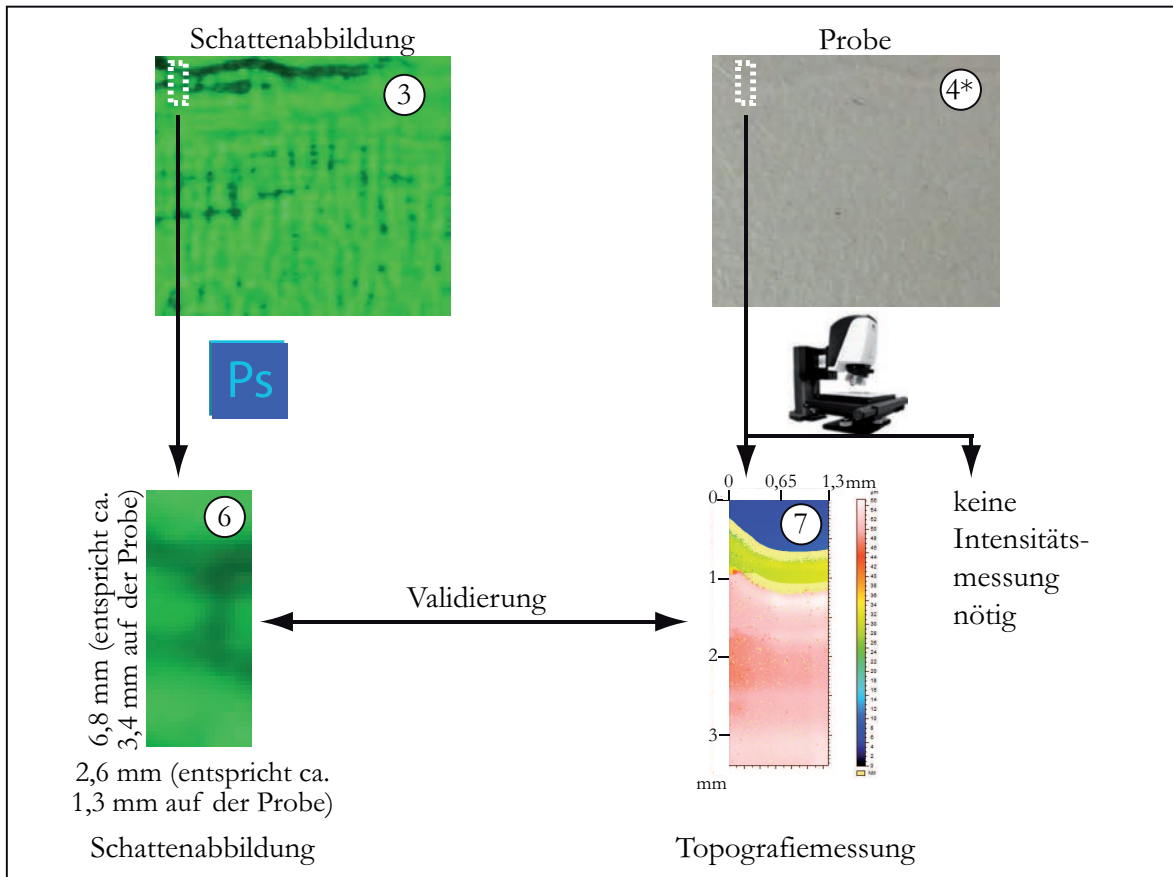 Schattenabbildung
3
Probe
4*
Ps
6,8 mm (entspricht ca.
3,4 mm auf der Probe)
6
2,6 mm (entspricht ca.
1,3 mm auf der Probe)
Schattenabbildung
Validierung
0 0,65 1,3 mm
0
1
2
3
mm
7
keine
Intensitäts-
messung
nötig
Topografiemessung